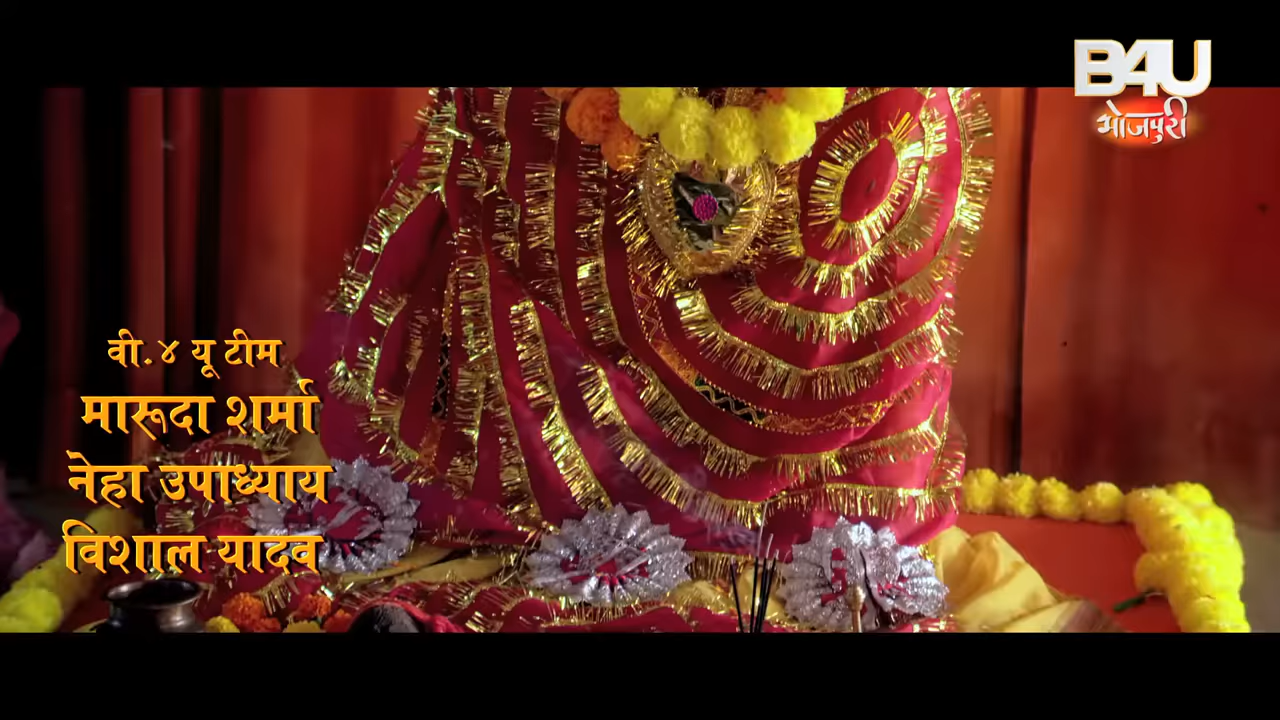 B4U
भोजपुरी
वी.४ यू टीम
मारूदा शर्मा
नेहा उपाध्याय
विशाल यादव